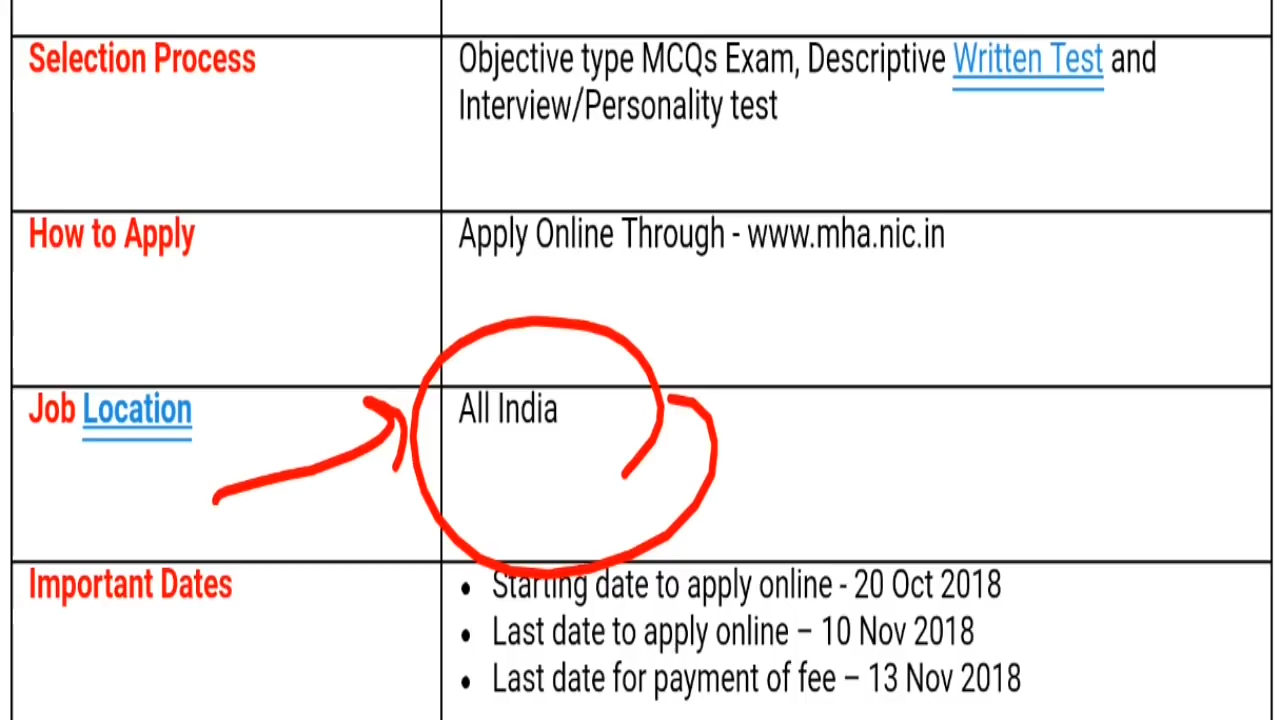 Selection Process
Objective type MCQs Exam, Descriptive Written Test and
Interview/Personality test
How to Apply
Apply Online Through - www.mha.nic.in
Job Location
All India
Important Dates
• Starting date to apply online - 20 Oct 2018
• Last date to apply online – 10 Nov 2018
• Last date for payment of fee – 13 Nov 2018